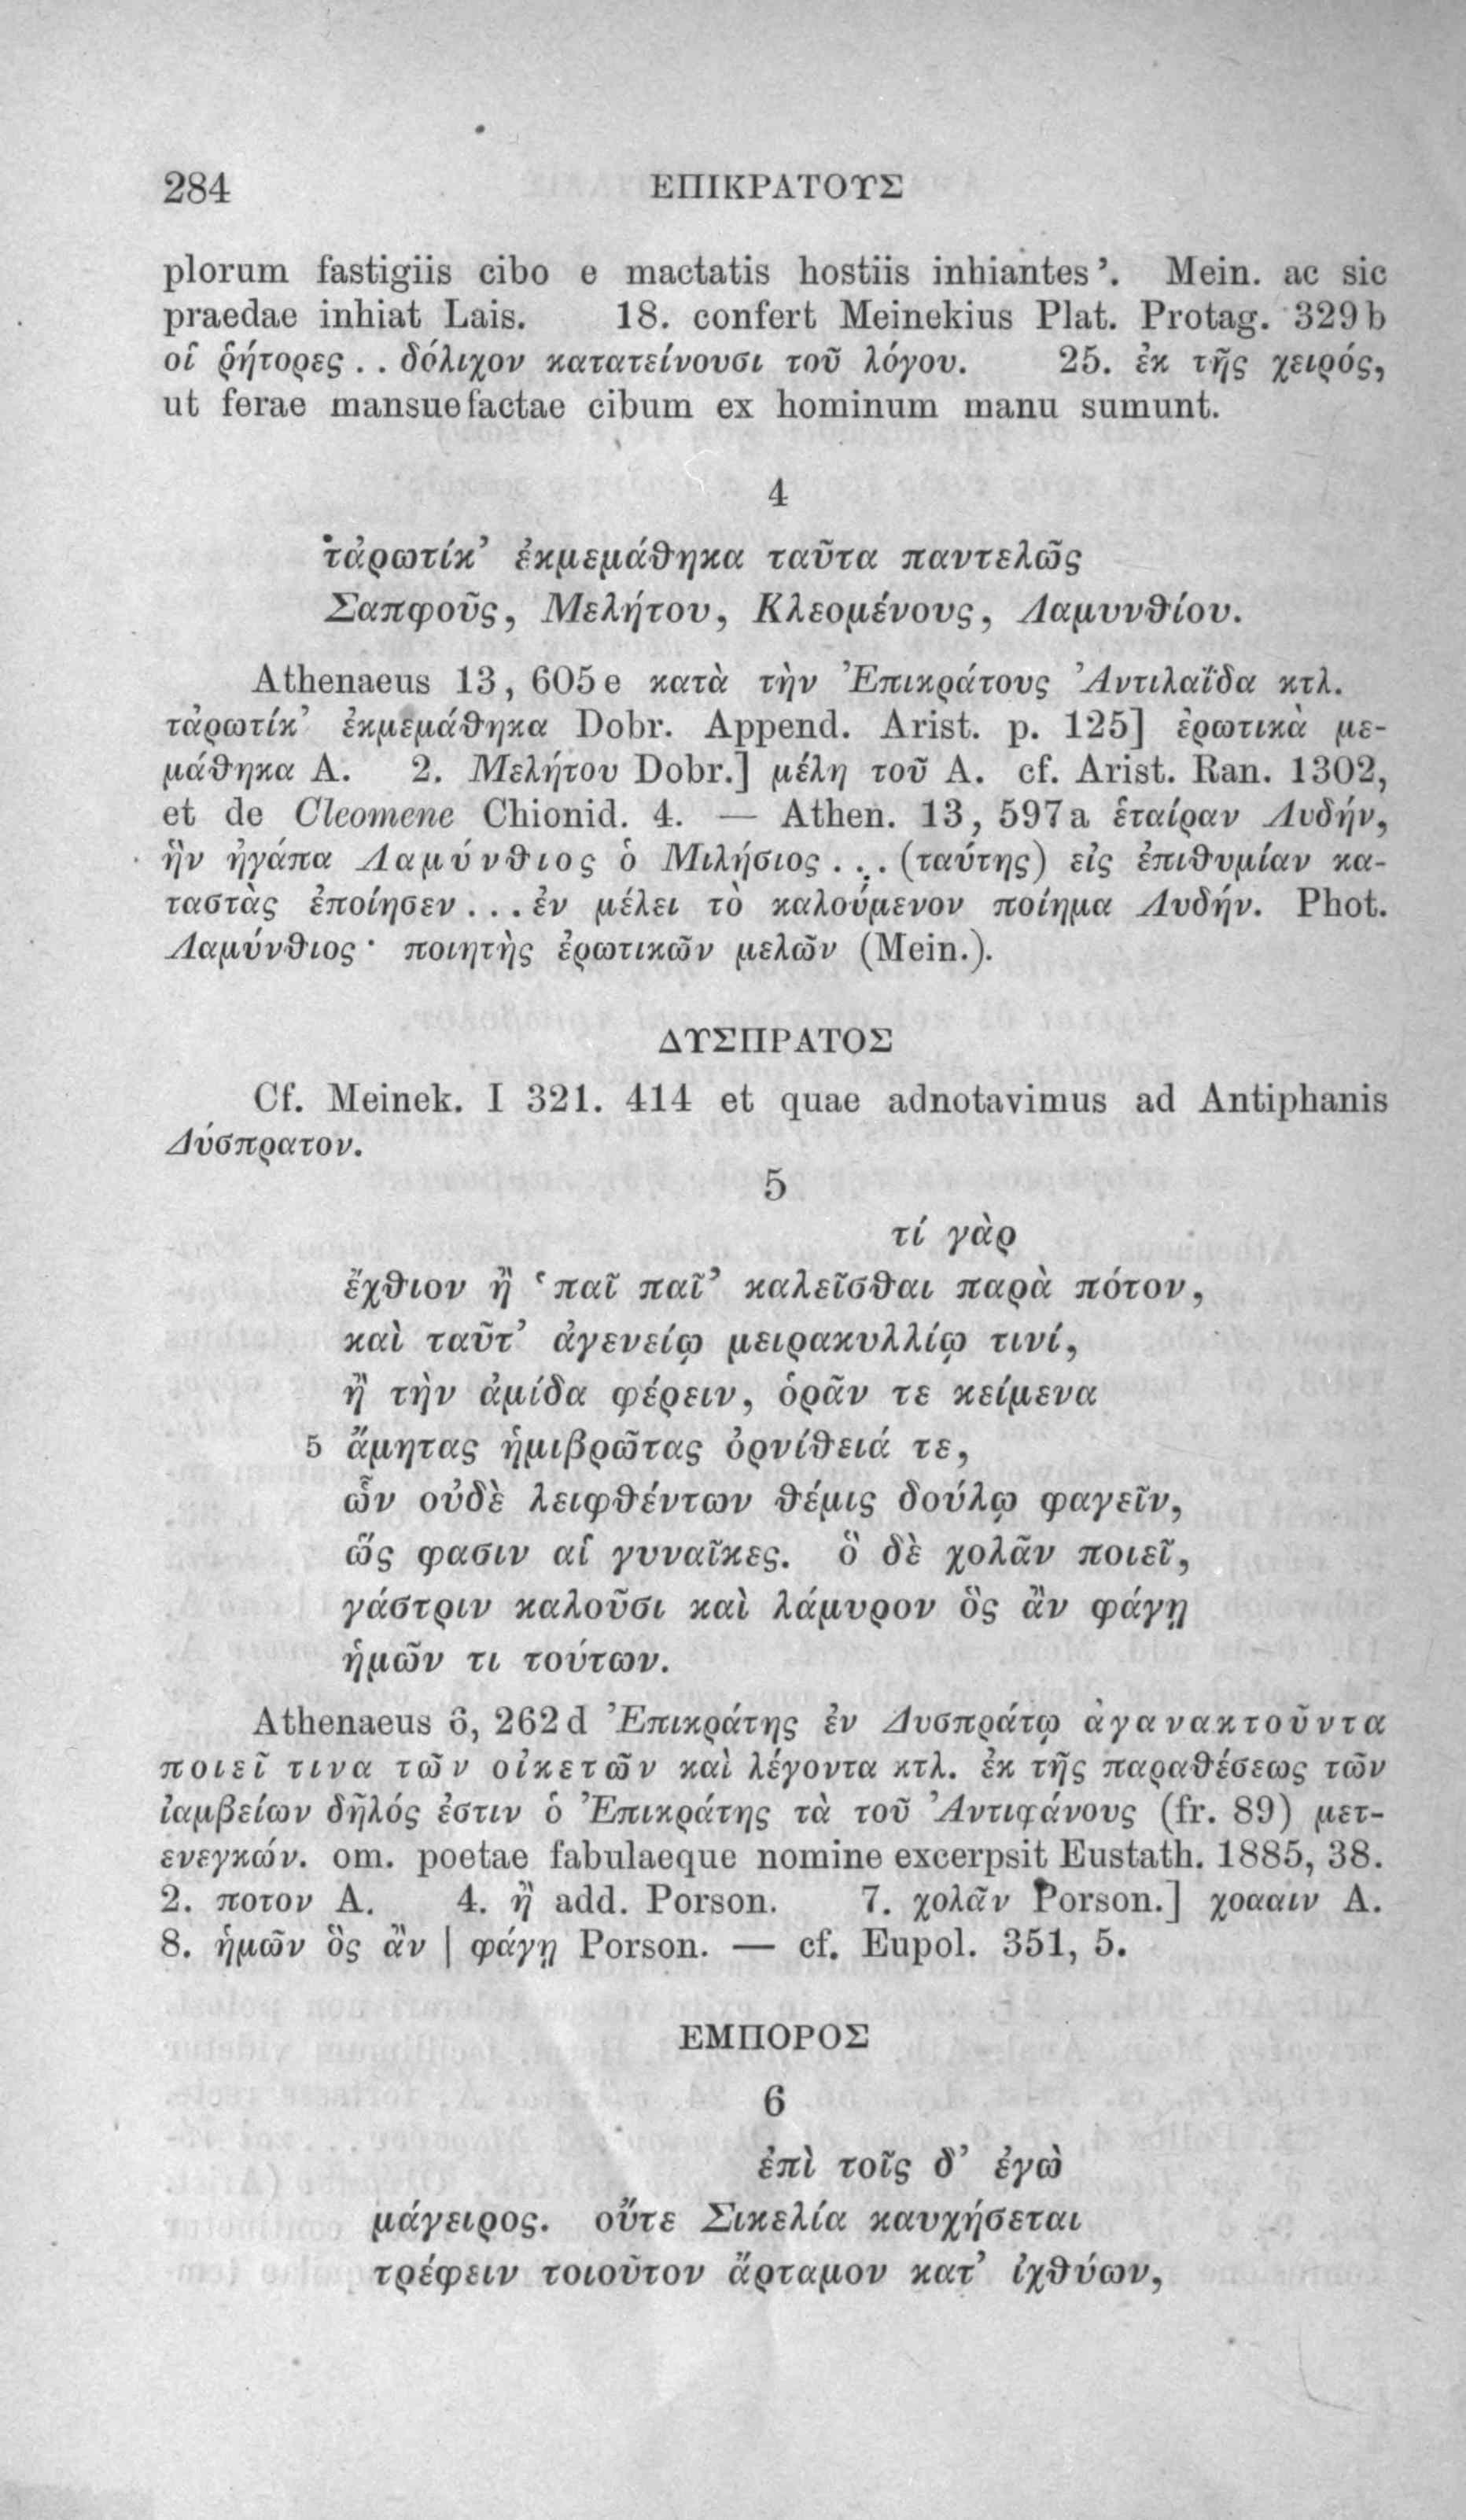 284 ΕΠΙΚΡΑΤΟΥΣ
plorum fastigiis cibo e mactatis hostiis inhiantes’. Mein. ac sic
praedae inhiat Lais. 18. confert Meinekius Plat. Protag. 329b
οἱ ῥήτορες . . δόλιχον κατατείνουσι τοῦ λόγου. 25. ἐκ τῆς χειρός,
ut ferae mansuefactae cibum ex hominum manu sumunt.
4
τἀρωτίκ’ ἐκμεμάθηκα ταῦτα παντελῶς
Σαπφοῦς, Μελήτου, Κλεομένους, Λαμυνθίου.
Athenaeus 13, 605e κατὰ τὴν Ἐπικράτους Ἀντιλαΐδα κτλ.
τἀρωτίκ’ ἐκμεμάθηκα Dobr. Append. Arist. p. 125] ἐρωτικὰ με-
μάθηκα A. 2. Μελήτου Dobr.] μέλη τοῦ A. cf. Arist. Ran. 1302,
et de Cleomene Chionid. 4. — Athen. 13, 597a ἑταίραν Λυδήν,
ἣν ἠγάπα Λαμύνθιος ὁ Μιλήσιος . . . (ταύτης) εἰς ἐπιθυμίαν κα-
ταστὰς ἐποίησεν . . . ἐν μέλει τὸ καλούμενον ποίημα Λυδήν. Phot.
Λαμύνθιος· ποιητὴς ἐρωτικῶν μελῶν (Mein.).
ΔΥΣΠΡΑΤΟΣ
Cf. Meinek. I 321. 414 et quae adnotavimus ad Antiphanis
Δύσπρατον.
5
τί γὰρ
ἔχθιον ἢ ‘παῖ παῖ’ καλεῖσθαι παρὰ πότον,
καὶ ταῦτ’ ἀγενείῳ μειρακυλλίῳ τινί,
ἢ τὴν ἀμίδα φέρειν, ὁρᾶν τε κείμενα
5 ἄμητας ἡμιβρῶτας ὀρνίθειά τε,
ὧν οὐδὲ λειφθέντων θέμις δούλῳ φαγεῖν,
ὥς φασιν αἱ γυναῖκες. ὃ δὲ χολᾶν ποιεῖ,
γάστριν καλοῦσι καὶ λάμυρον ὃς ἂν φάγῃ
ἡμῶν τι τούτων.
Athenaeus 6, 262d Ἐπικράτης ἐν Δυσπράτῳ ἀγανακτοῦντα
ποιεῖ τινα τῶν οἰκετῶν καὶ λέγοντα κτλ. ἐκ τῆς παραθέσεως τῶν
ἰαμβείων δῆλός ἐστιν ὁ Ἐπικράτης τὰ τοῦ Ἀντιφάνους (fr. 89) μετ-
ενεγκών. om. poetae fabulaeque nomine excerpsit Eustath. 1885, 38.
2. ποτον A. 4. ἢ add. Porson. 7. χολᾶν Porson.] χοααιν A.
8. ἡμῶν ὃς ἂν | φάγῃ Porson. — cf. Eupol. 351, 5.
ΕΜΠΟΡΟΣ
6
ἐπὶ τοῖς δ’ ἐγὼ
μάγειρος. οὔτε Σικελία καυχήσεται
τρέφειν τοιοῦτον ἄρταμον κατ’ ἰχθύων,